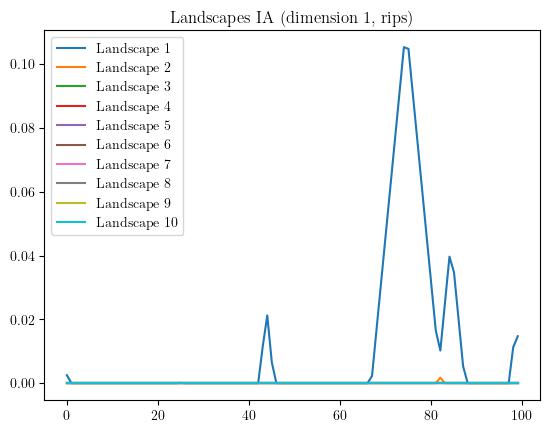 Landscapes IA (dimension 1, rips)
Landscape 1
Landscape 2
Landscape 3
Landscape 4
Landscape 5
Landscape 6
Landscape 7
Landscape 8
Landscape 9
Landscape 10
0.10
0.08
0.06
0.04
0.02
0.00
0 20 40 60 80 100